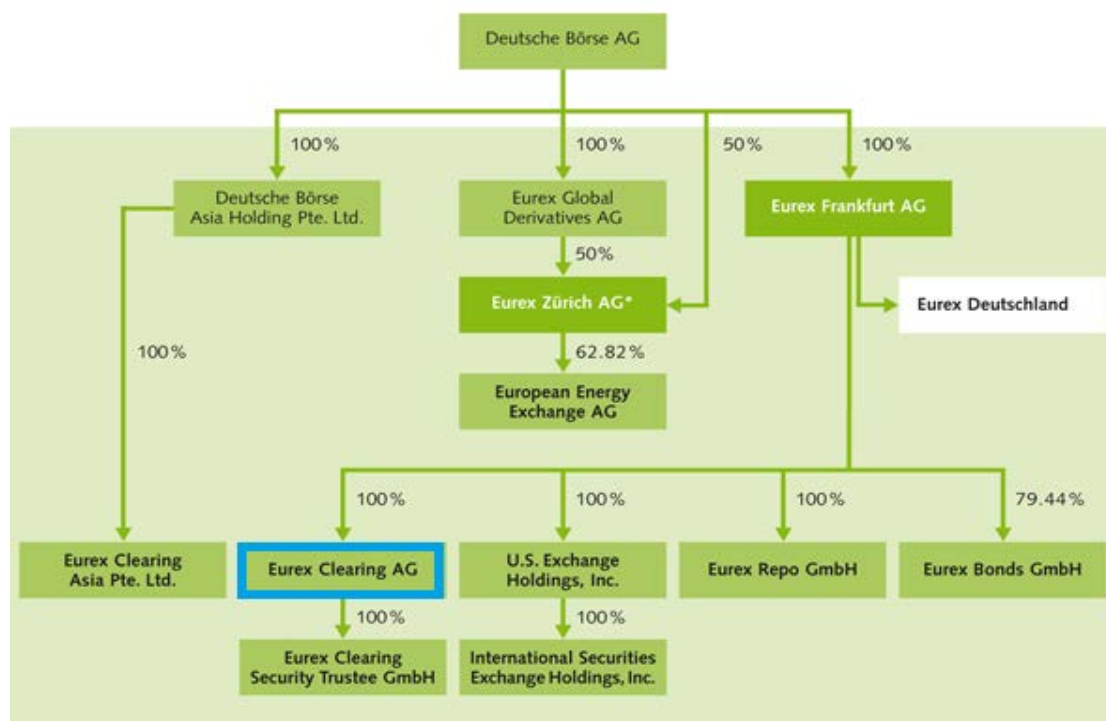 Deutsche Börse AG
100%
100%
50%
100%
Deutsche Börse
Asia Holding Pte. Ltd.
Eurex Global
Derivatives AG
Eurex Frankfurt AG
50%
Eurex Zürich AG*
Eurex Deutschland
100%
62.82%
European Energy
Exchange AG
100%
100%
100%
79.44%
Eurex Clearing
Asia Pte. Ltd.
Eurex Clearing AG
U.S. Exchange
Holdings, Inc.
Eurex Repo GmbH
Eurex Bonds GmbH
100%
100%
Eurex Clearing
Security Trustee GmbH
International Securities
Exchange Holdings, Inc.